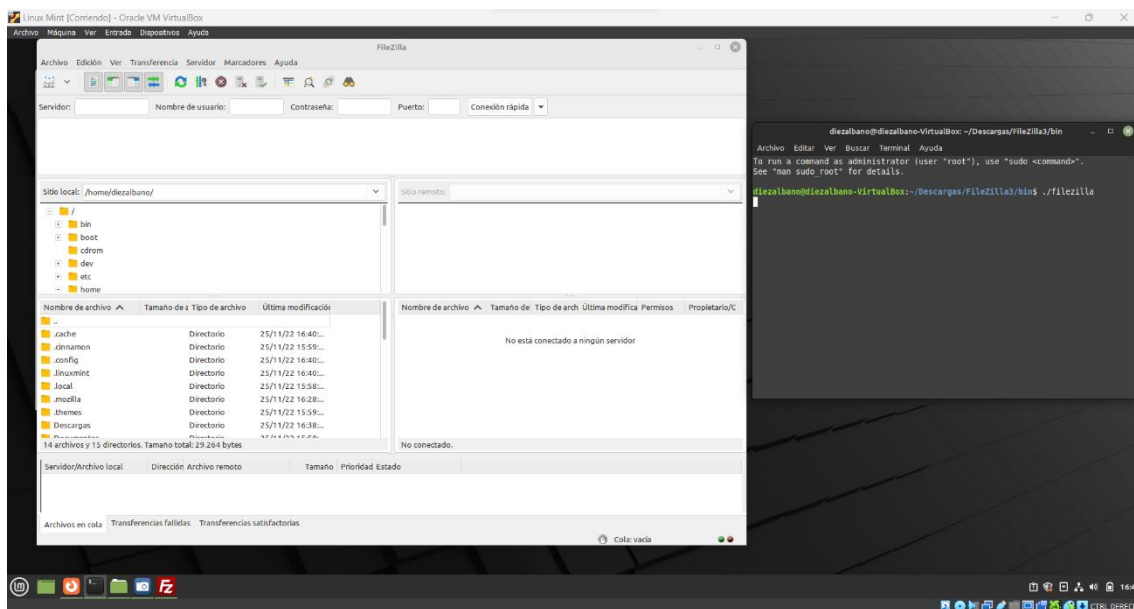 Linux Mint [Corriendo] - Oracle VM VirtualBox
Archivo Máquina Ver Entrada Dispositivos Ayuda
FileZilla
Archivo Edición Ver Transferencia Servidor Marcadores Ayuda
Servidor: Nombre de usuario: Contraseña: Puerto: Conexión rápida
Sitio local: /home/diezalbano/
Sitio remoto:
/
bin
boot
cdrom
dev
etc
home
Nombre de archivo Tamaño de a Tipo de archivo Última modificación
..
.cache Directorio 25/11/22 16:40:...
.cinnamon Directorio 25/11/22 15:59:...
.config Directorio 25/11/22 16:40:...
.linuxmint Directorio 25/11/22 16:40:...
.local Directorio 25/11/22 15:58:...
.mozilla Directorio 25/11/22 16:28:...
.themes Directorio 25/11/22 15:59:...
Descargas Directorio 25/11/22 16:38:...
14 archivos y 15 directorios. Tamaño total: 29.264 bytes
Nombre de archivo Tamaño de Tipo de arch Última modifica Permisos Propietario/C
No está conectado a ningún servidor
No conectado.
Servidor/Archivo local Dirección Archivo remoto Tamaño Prioridad Estado
Archivos en cola Transferencias fallidas Transferencias satisfactorias
Cola: vacía
diezalbano@diezalbano-VirtualBox: ~/Descargas/FileZilla3/bin
Archivo Editar Ver Buscar Terminal Ayuda
To run a command as administrator (user "root"), use "sudo <command>".
See "man sudo_root" for details.
diezalbano@diezalbano-VirtualBox:~/Descargas/FileZilla3/bin$ ./filezilla
CTRL DEREC